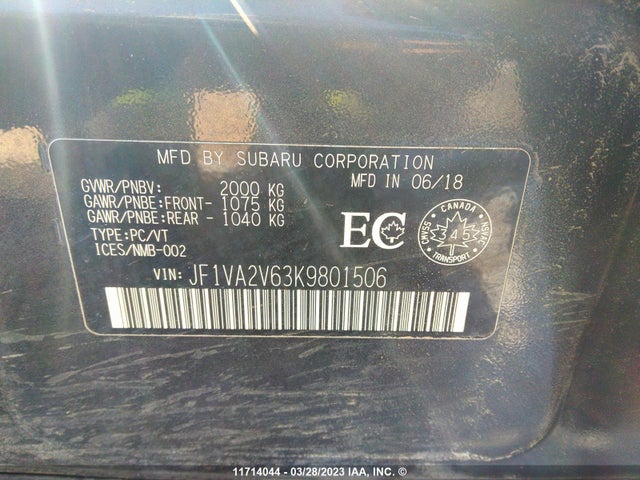 MFD BY SUBARU CORPORATION
GVWR/PNBV: 2000 KG MFD IN 06/18
GAWR/PNBE:FRONT- 1075 KG
GAWR/PNBE:REAR - 1040 KG
TYPE:PC/VT
ICES/NMB-002
EC
CANADA
CMVSS 345 NSVAC
TRANSPORT
VIN: JF1VA2V63K9801506
11714044 - 03/28/2023 IAA, INC. ©